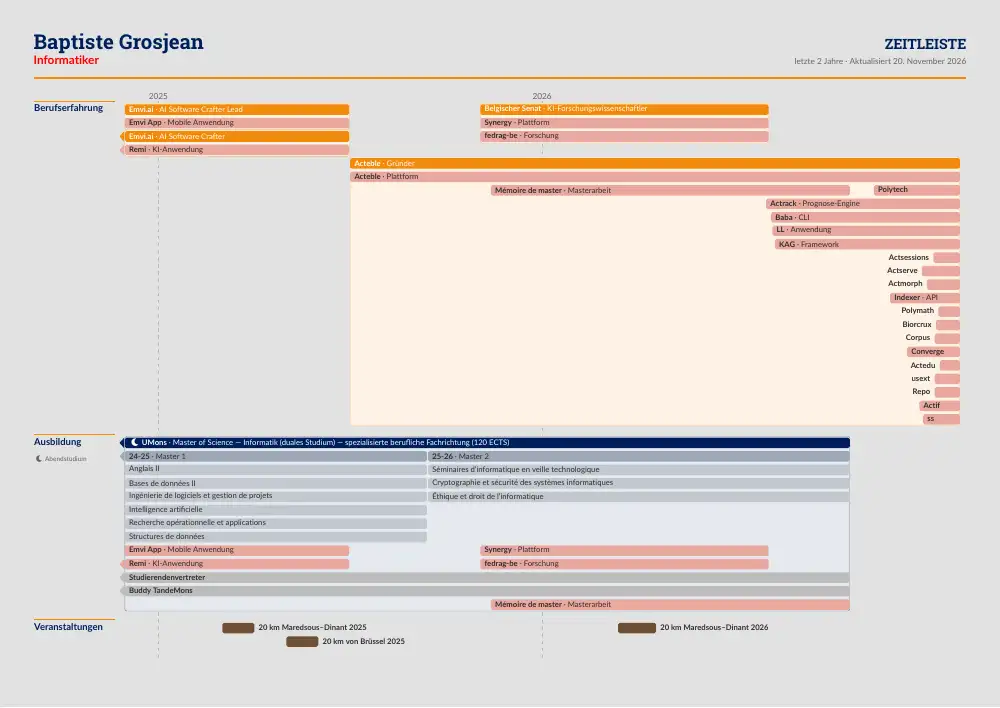 Baptiste Grosjean
Informatiker
ZEITLEISTE
letzte 2 Jahre · Aktualisiert 20. November 2026
2025
2026
Berufserfahrung
Emvi.ai · AI Software Crafter Lead
Belgischer Senat · KI-Forschungswissenschaftler
Emvi App · Mobile Anwendung
Synergy · Plattform
Emvi.ai · AI Software Crafter
fedrag-be · Forschung
Remi · KI-Anwendung
Acteble · Gründer
Acteble · Plattform
Mémoire de master · Masterarbeit
Polytech
Actrack · Prognose-Engine
Baba · CLI
LL · Anwendung
KAG · Framework
Actsessions
Actserve
Actmorph
Indexer · API
Polymath
Biorcrux
Corpus
Converge
Actedu
usext
Repo
Actif
ss
Ausbildung
UMons · Master of Science — Informatik (duales Studium) — spezialisierte berufliche Fachrichtung (120 ECTS)
Abendstudium
24-25 · Master 1
25-26 · Master 2
Anglais II
Séminaires d'informatique en veille technologique
Bases de données II
Cryptographie et sécurité des systèmes informatiques
Ingénierie de logiciels et gestion de projets
Éthique et droit de l'informatique
Intelligence artificielle
Recherche opérationnelle et applications
Structures de données
Emvi App · Mobile Anwendung
Synergy · Plattform
Remi · KI-Anwendung
fedrag-be · Forschung
Studierendenvertreter
Buddy TandeMons
Mémoire de master · Masterarbeit
Veranstaltungen
20 km Maredsous–Dinant 2025
20 km Maredsous–Dinant 2026
20 km von Brüssel 2025